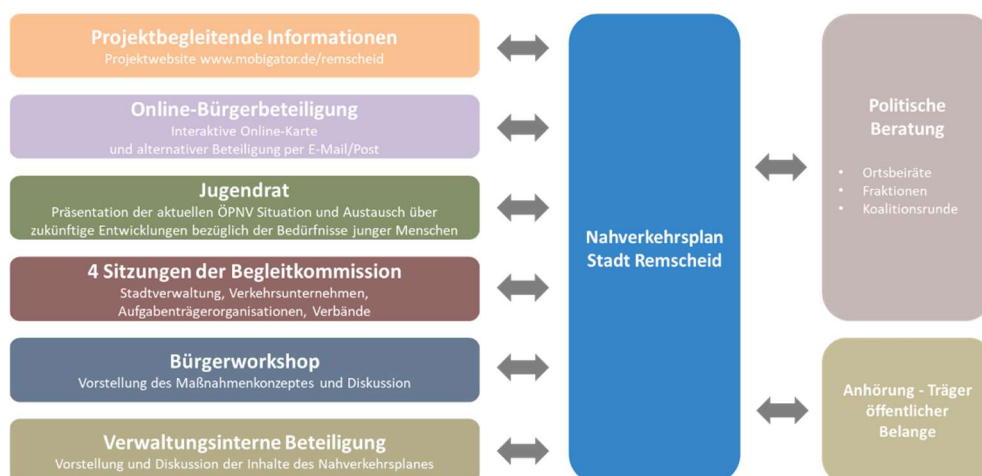 Projektbegleitende Informationen
Projektwebsite www.mobigator.de/remscheid
Online-Bürgerbeteiligung
Interaktive Online-Karte
und alternativer Beteiligung per E-Mail/Post
Jugendrat
Präsentation der aktuellen ÖPNV Situation und Austausch über
zukünftige Entwicklungen bezüglich der Bedürfnisse junger Menschen
4 Sitzungen der Begleitkommission
Stadtverwaltung, Verkehrsunternehmen,
Aufgabenträgerorganisationen, Verbände
Bürgerworkshop
Vorstellung des Maßnahmenkonzeptes und Diskussion
Verwaltungsinterne Beteiligung
Vorstellung und Diskussion der Inhalte des Nahverkehrsplanes
Nahverkehrsplan
Stadt Remscheid
Politische
Beratung
• Ortsbeiräte
• Fraktionen
• Koalitionsrunde
Anhörung - Träger
öffentlicher
Belange